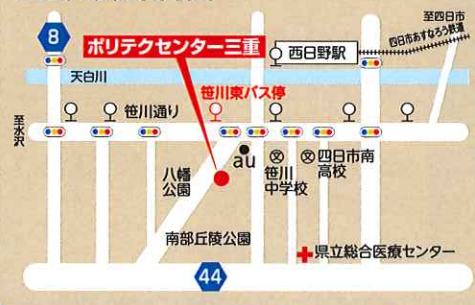 至四日市
四日市あすなろう鉄道
8
ポリテクセンター三重
西日野駅
天白川
笹川通り
笹川東バス停
至水沢
au
八幡
公園
笹川
中学校
四日市南
高校
南部丘陵公園
県立総合医療センター
44